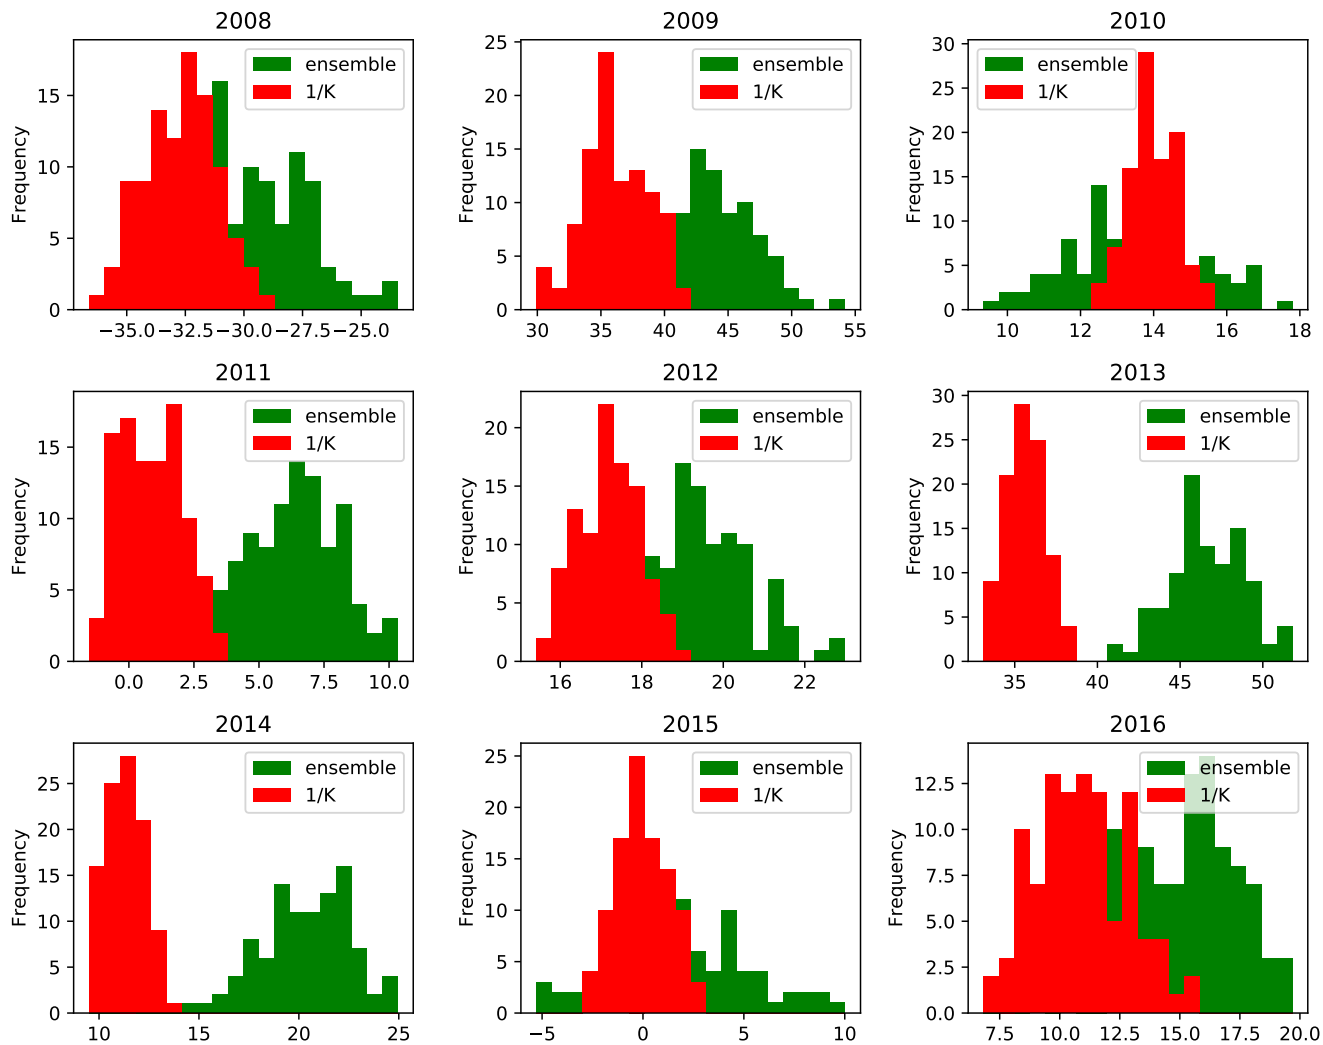 2008
ensemble
1/K
Frequency
15
10
5
0
−35.0 −32.5 −30.0 −27.5 −25.0
2009
ensemble
1/K
Frequency
25
20
15
10
5
0
30 35 40 45 50 55
2010
ensemble
1/K
Frequency
30
25
20
15
10
5
0
10 12 14 16 18
2011
ensemble
1/K
Frequency
15
10
5
0
0.0 2.5 5.0 7.5 10.0
2012
ensemble
1/K
Frequency
20
15
10
5
0
16 18 20 22
2013
ensemble
1/K
Frequency
30
25
20
15
10
5
0
35 40 45 50
2014
ensemble
1/K
Frequency
25
20
15
10
5
0
10 15 20 25
2015
ensemble
1/K
Frequency
25
20
15
10
5
0
−5 0 5 10
2016
ensemble
1/K
Frequency
12.5
10.0
7.5
5.0
2.5
0.0
7.5 10.0 12.5 15.0 17.5 20.0